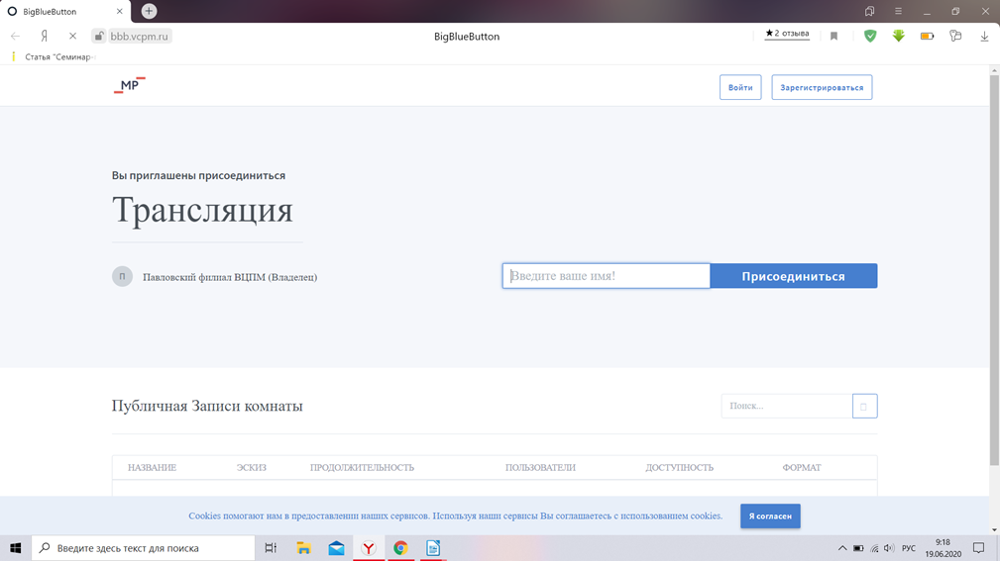 BigBlueButton
bbb.vcpm.ru
BigBlueButton
★2 отзыва
Статья "Семинар-
МР
Войти
Зарегистрироваться
Вы приглашены присоединиться
Трансляция
П
Павловский филиал ВЦПМ (Владелец)
Введите ваше имя!
Присоединиться
Публичная Записи комнаты
Поиск...
НАЗВАНИЕ ЭСКИЗ ПРОДОЛЖИТЕЛЬНОСТЬ ПОЛЬЗОВАТЕЛИ ДОСТУПНОСТЬ ФОРМАТ
Cookies помогают нам в предоставлении наших сервисов. Используя наши сервисы Вы соглашаетесь с использованием cookies.
Я согласен
Введите здесь текст для поиска
РУС
9:18
19.06.2020